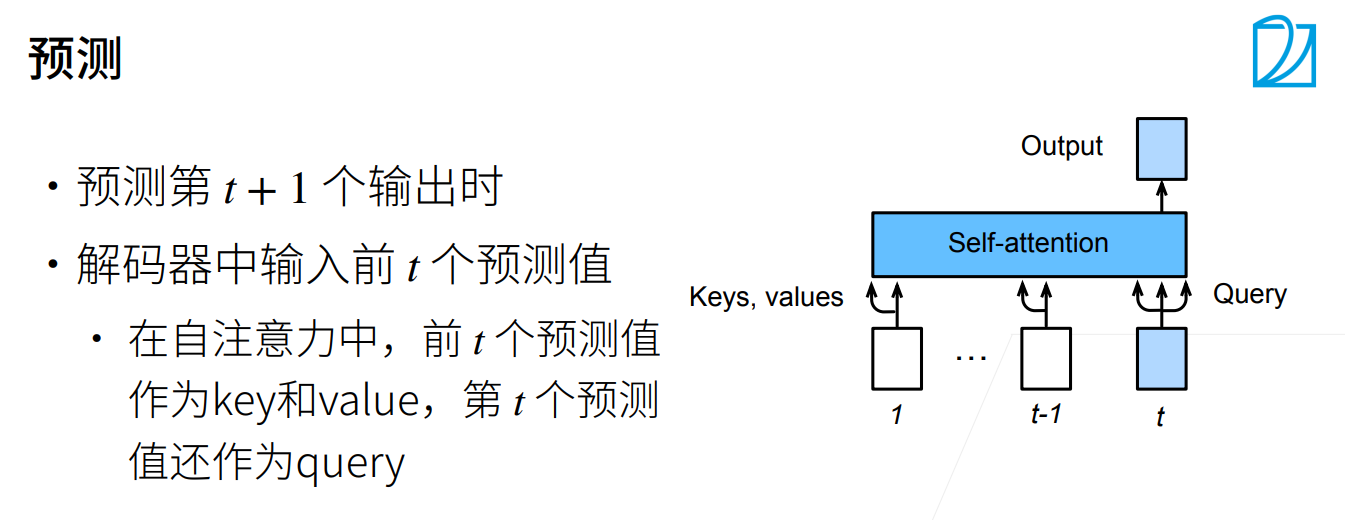 预测
• 预测第 t + 1 个输出时
• 解码器中输入前 t 个预测值
• 在自注意力中，前 t 个预测值
作为key和value，第 t 个预测
值还作为query
Output
Self-attention
Keys, values
Query
...
1
t-1
t